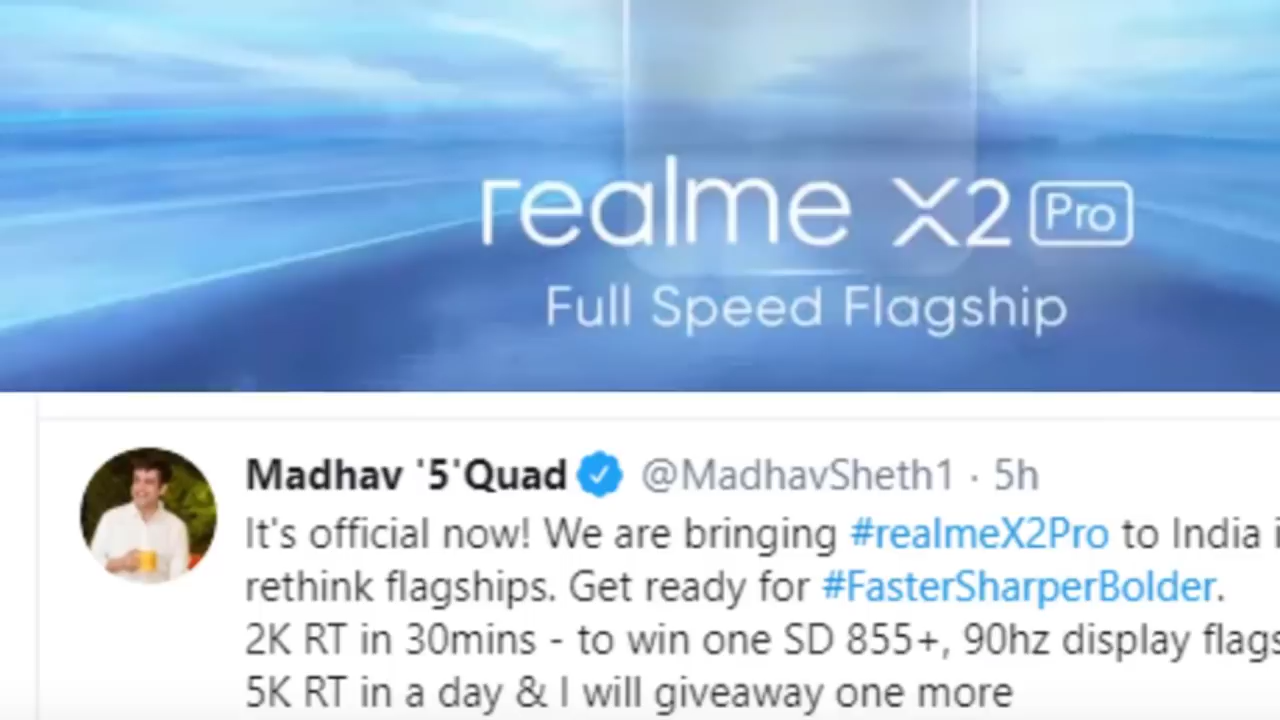 realme X2 Pro
Full Speed Flagship
Madhav '5'Quad @MadhavSheth1 · 5h
It's official now! We are bringing #realmeX2Pro to India
rethink flagships. Get ready for #FasterSharperBolder.
2K RT in 30mins - to win one SD 855+, 90hz display
5K RT in a day & I will giveaway one more